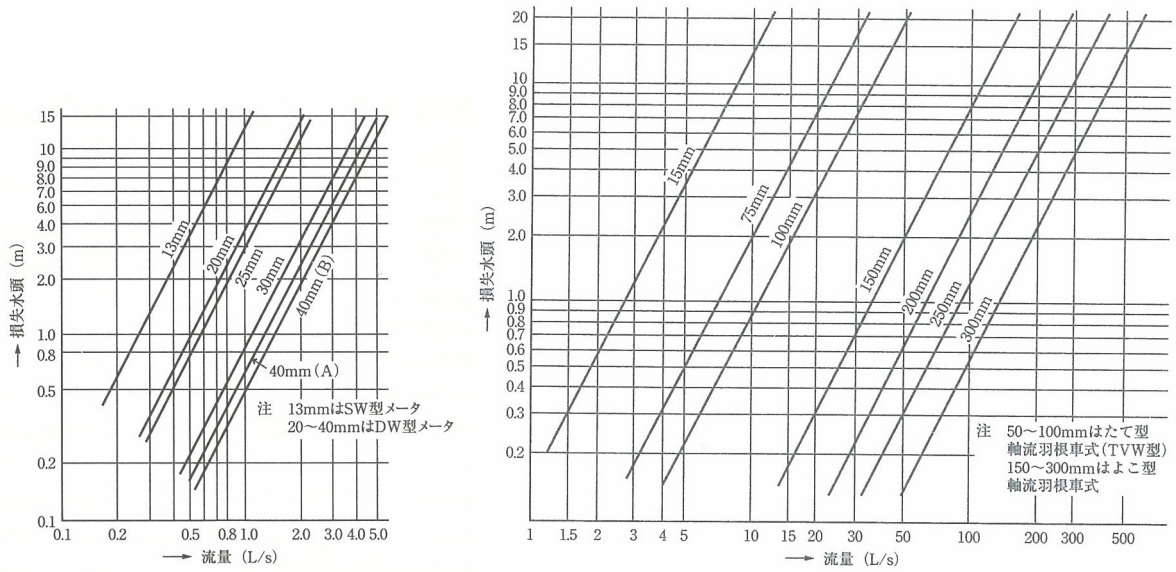 15
10
9.0
8.0
7.0
6.0
4.0
3.0
2.0
1.0
0.8
0.5
0.2
0.1
損失水頭 (m)
13mm
20mm
25mm
30mm
40mm(B)
40mm(A)
注 13mmはSW型メータ
20〜40mmはDW型メータ
0.1 0.2 0.5 0.8 1.0 2.0 3.0 4.0 5.0
流量 (L/s)
20
15
10
9.0
8.0
7.0
6.0
5.0
4.0
3.0
2.0
1.0
0.9
0.8
0.7
0.6
0.5
0.4
0.3
0.2
損失水頭 (m)
15mm
75mm
100mm
150mm
200mm
250mm
300mm
注 50〜100mmはたて型
軸流羽根車式(TVW型)
150〜300mmはよこ型
軸流羽根車式
1 1.5 2 3 4 5 10 15 20 30 50 100 200 300 500
流量 (L/s)